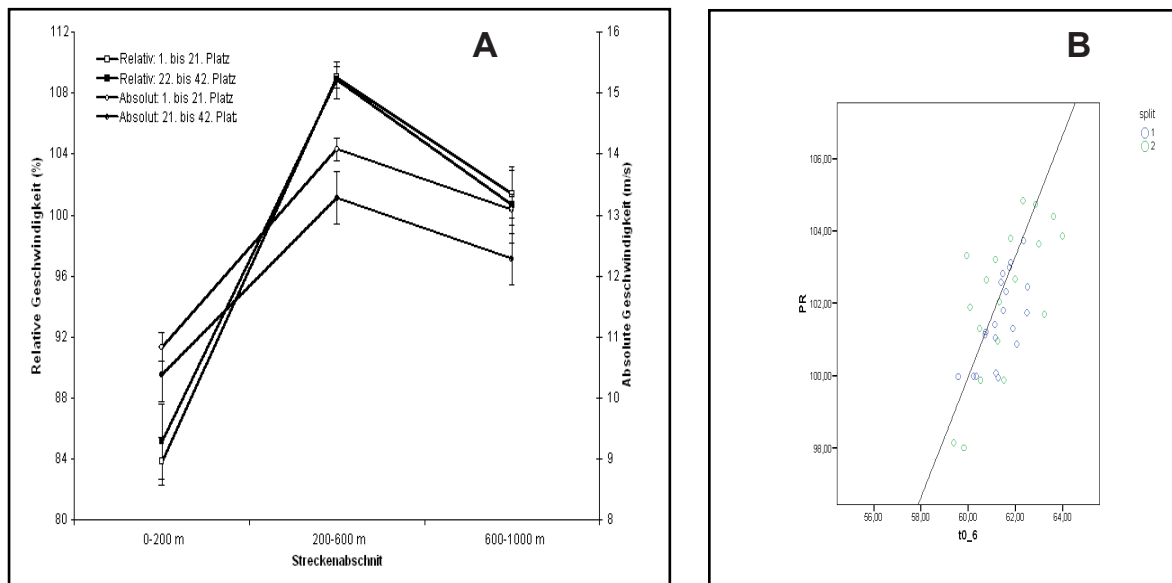 A
112
108
104
100
96
92
88
84
80
Relative Geschwindigkeit (%)
Relativ: 1. bis 21. Platz
Relativ: 22. bis 42. Platz
Absolut: 1. bis 21. Platz
Absolut: 21. bis 42. Plat
16
15
14
13
12
11
10
9
8
Absolute Geschwindigkeit (m/s)
0-200 m
200-600 m
600-1000 m
Streckenabschnit
B
split
1
2
106,00
104,00
102,00
100,00
98,00
PR
56,00
58,00
60,00
62,00
64,00
t0_6